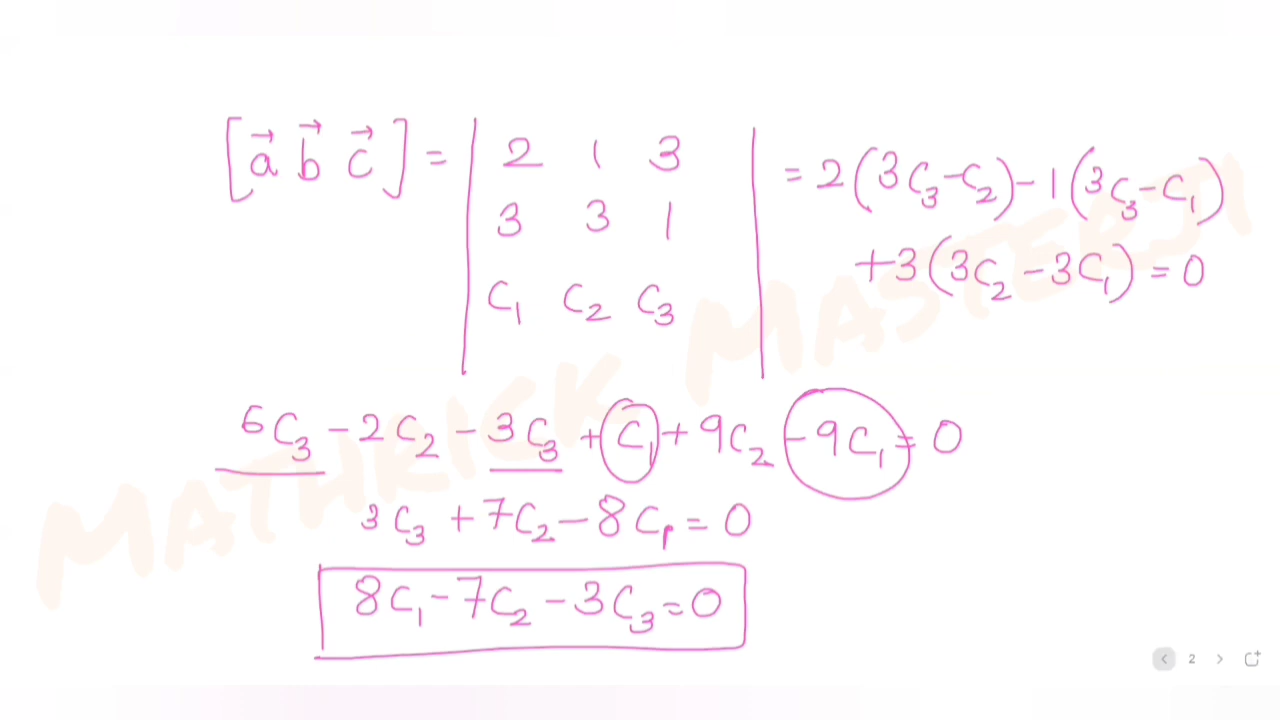 [a⃗ b⃗ c⃗] = | 2 1 3 | = 2(3C₃-C₂)-1(3C₃-C₁)
3 3 1
+3(3C₂-3C₁)=0
C₁ C₂ C₃
6C₃-2C₂-3C₃+C₁+9C₂-9C₁=0
3C₃+7C₂-8C₁=0
8C₁-7C₂-3C₃=0
MATHRICK MASTERJI
2